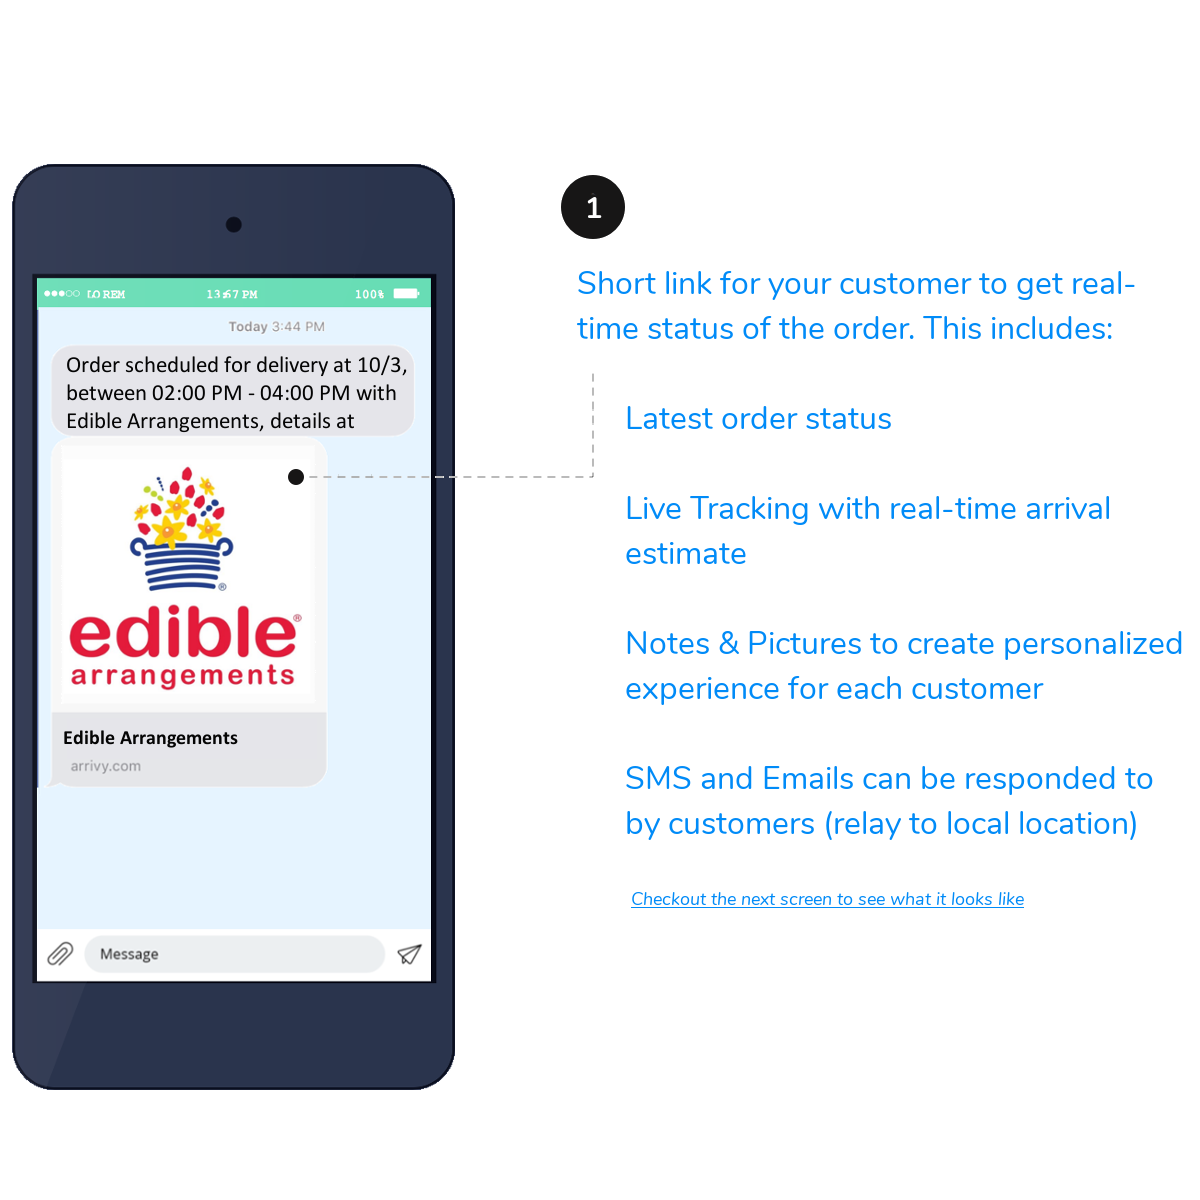 LOREM 13:57 PM 100%
Today 3:44 PM
Order scheduled for delivery at 10/3,
between 02:00 PM - 04:00 PM with
Edible Arrangements, details at
®
edible®
arrangements
Edible Arrangements
arrivy.com
Message
1
Short link for your customer to get real-
time status of the order. This includes:
Latest order status
Live Tracking with real-time arrival
estimate
Notes & Pictures to create personalized
experience for each customer
SMS and Emails can be responded to
by customers (relay to local location)
Checkout the next screen to see what it looks like